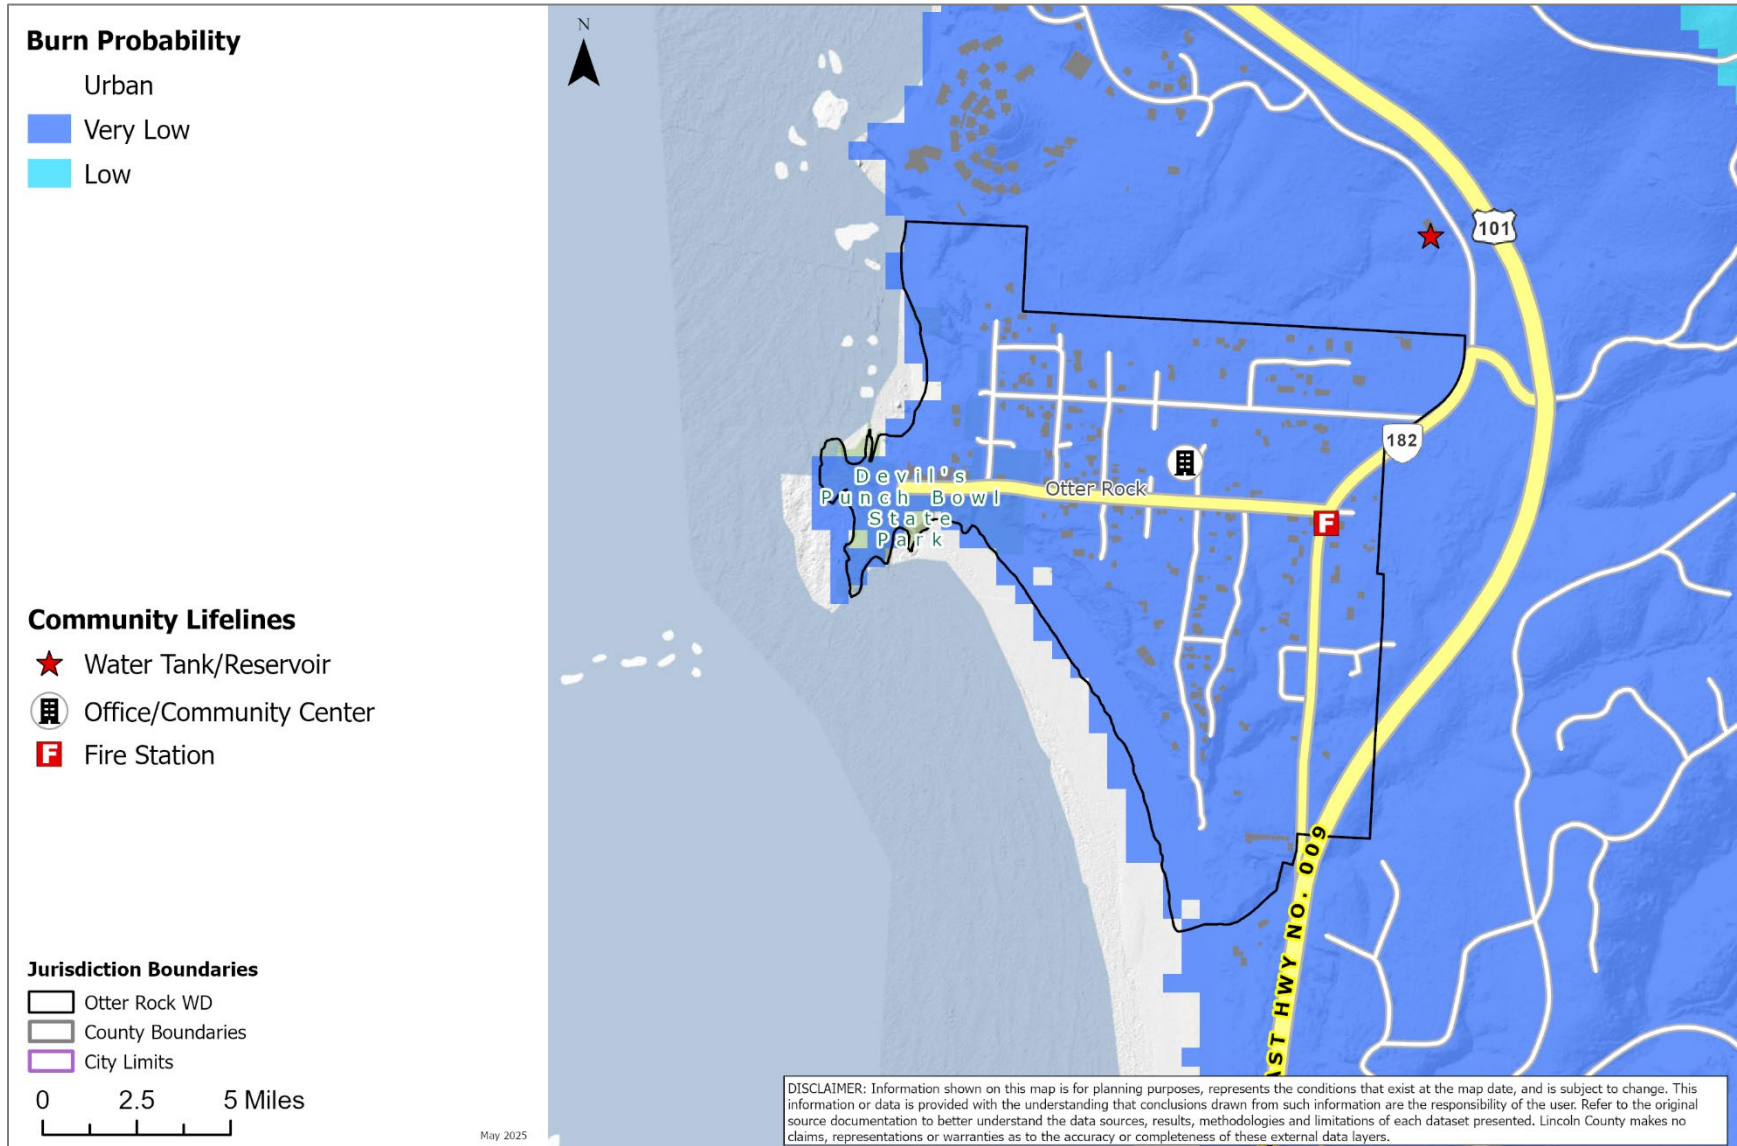 Burn Probability
Urban
Very Low
Low
Community Lifelines
Water Tank/Reservoir
Office/Community Center
F Fire Station
Jurisdiction Boundaries
Otter Rock WD
County Boundaries
City Limits
0 2.5 5 Miles
May 2025
N
101
182
Devil's
Punch Bowl
State
Park
Otter Rock
F
AST HWY NO. 009
DISCLAIMER: Information shown on this map is for planning purposes, represents the conditions that exist at the map date, and is subject to change. This
information or data is provided with the understanding that conclusions drawn from such information are the responsibility of the user. Refer to the original
source documentation to better understand the data sources, results, methodologies and limitations of each dataset presented. Lincoln County makes no
claims, representations or warranties as to the accuracy or completeness of these external data layers.